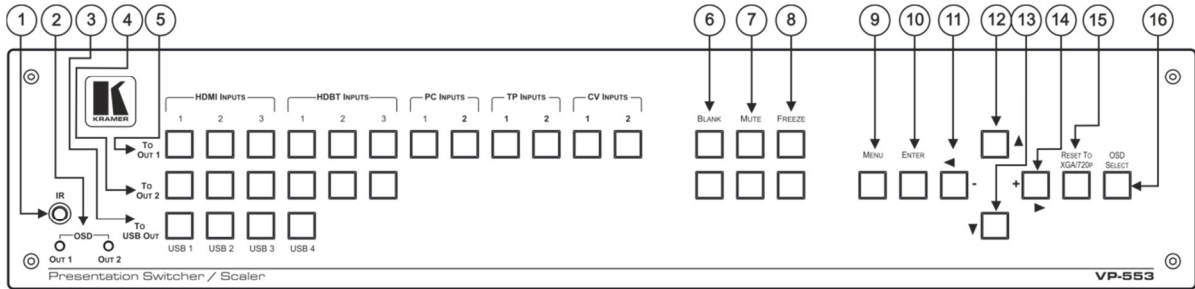 1 2 3 4 5 6 7 8 9 10 11 12 13 14 15 16
K
KRAMER
HDMI INPUTS HDBT INPUTS PC INPUTS TP INPUTS CV INPUTS
1 2 3 1 2 3 1 2 1 2 1 2
BLANK MUTE FREEZE
TO
OUT 1
MENU ENTER
RESET TO
XGA/720P
OSD
SELECT
TO
OUT 2
- +
IR
TO
USB OUT
OSD
OUT 1 OUT 2
USB 1 USB 2 USB 3 USB 4
Presentation Switcher / Scaler
VP-553